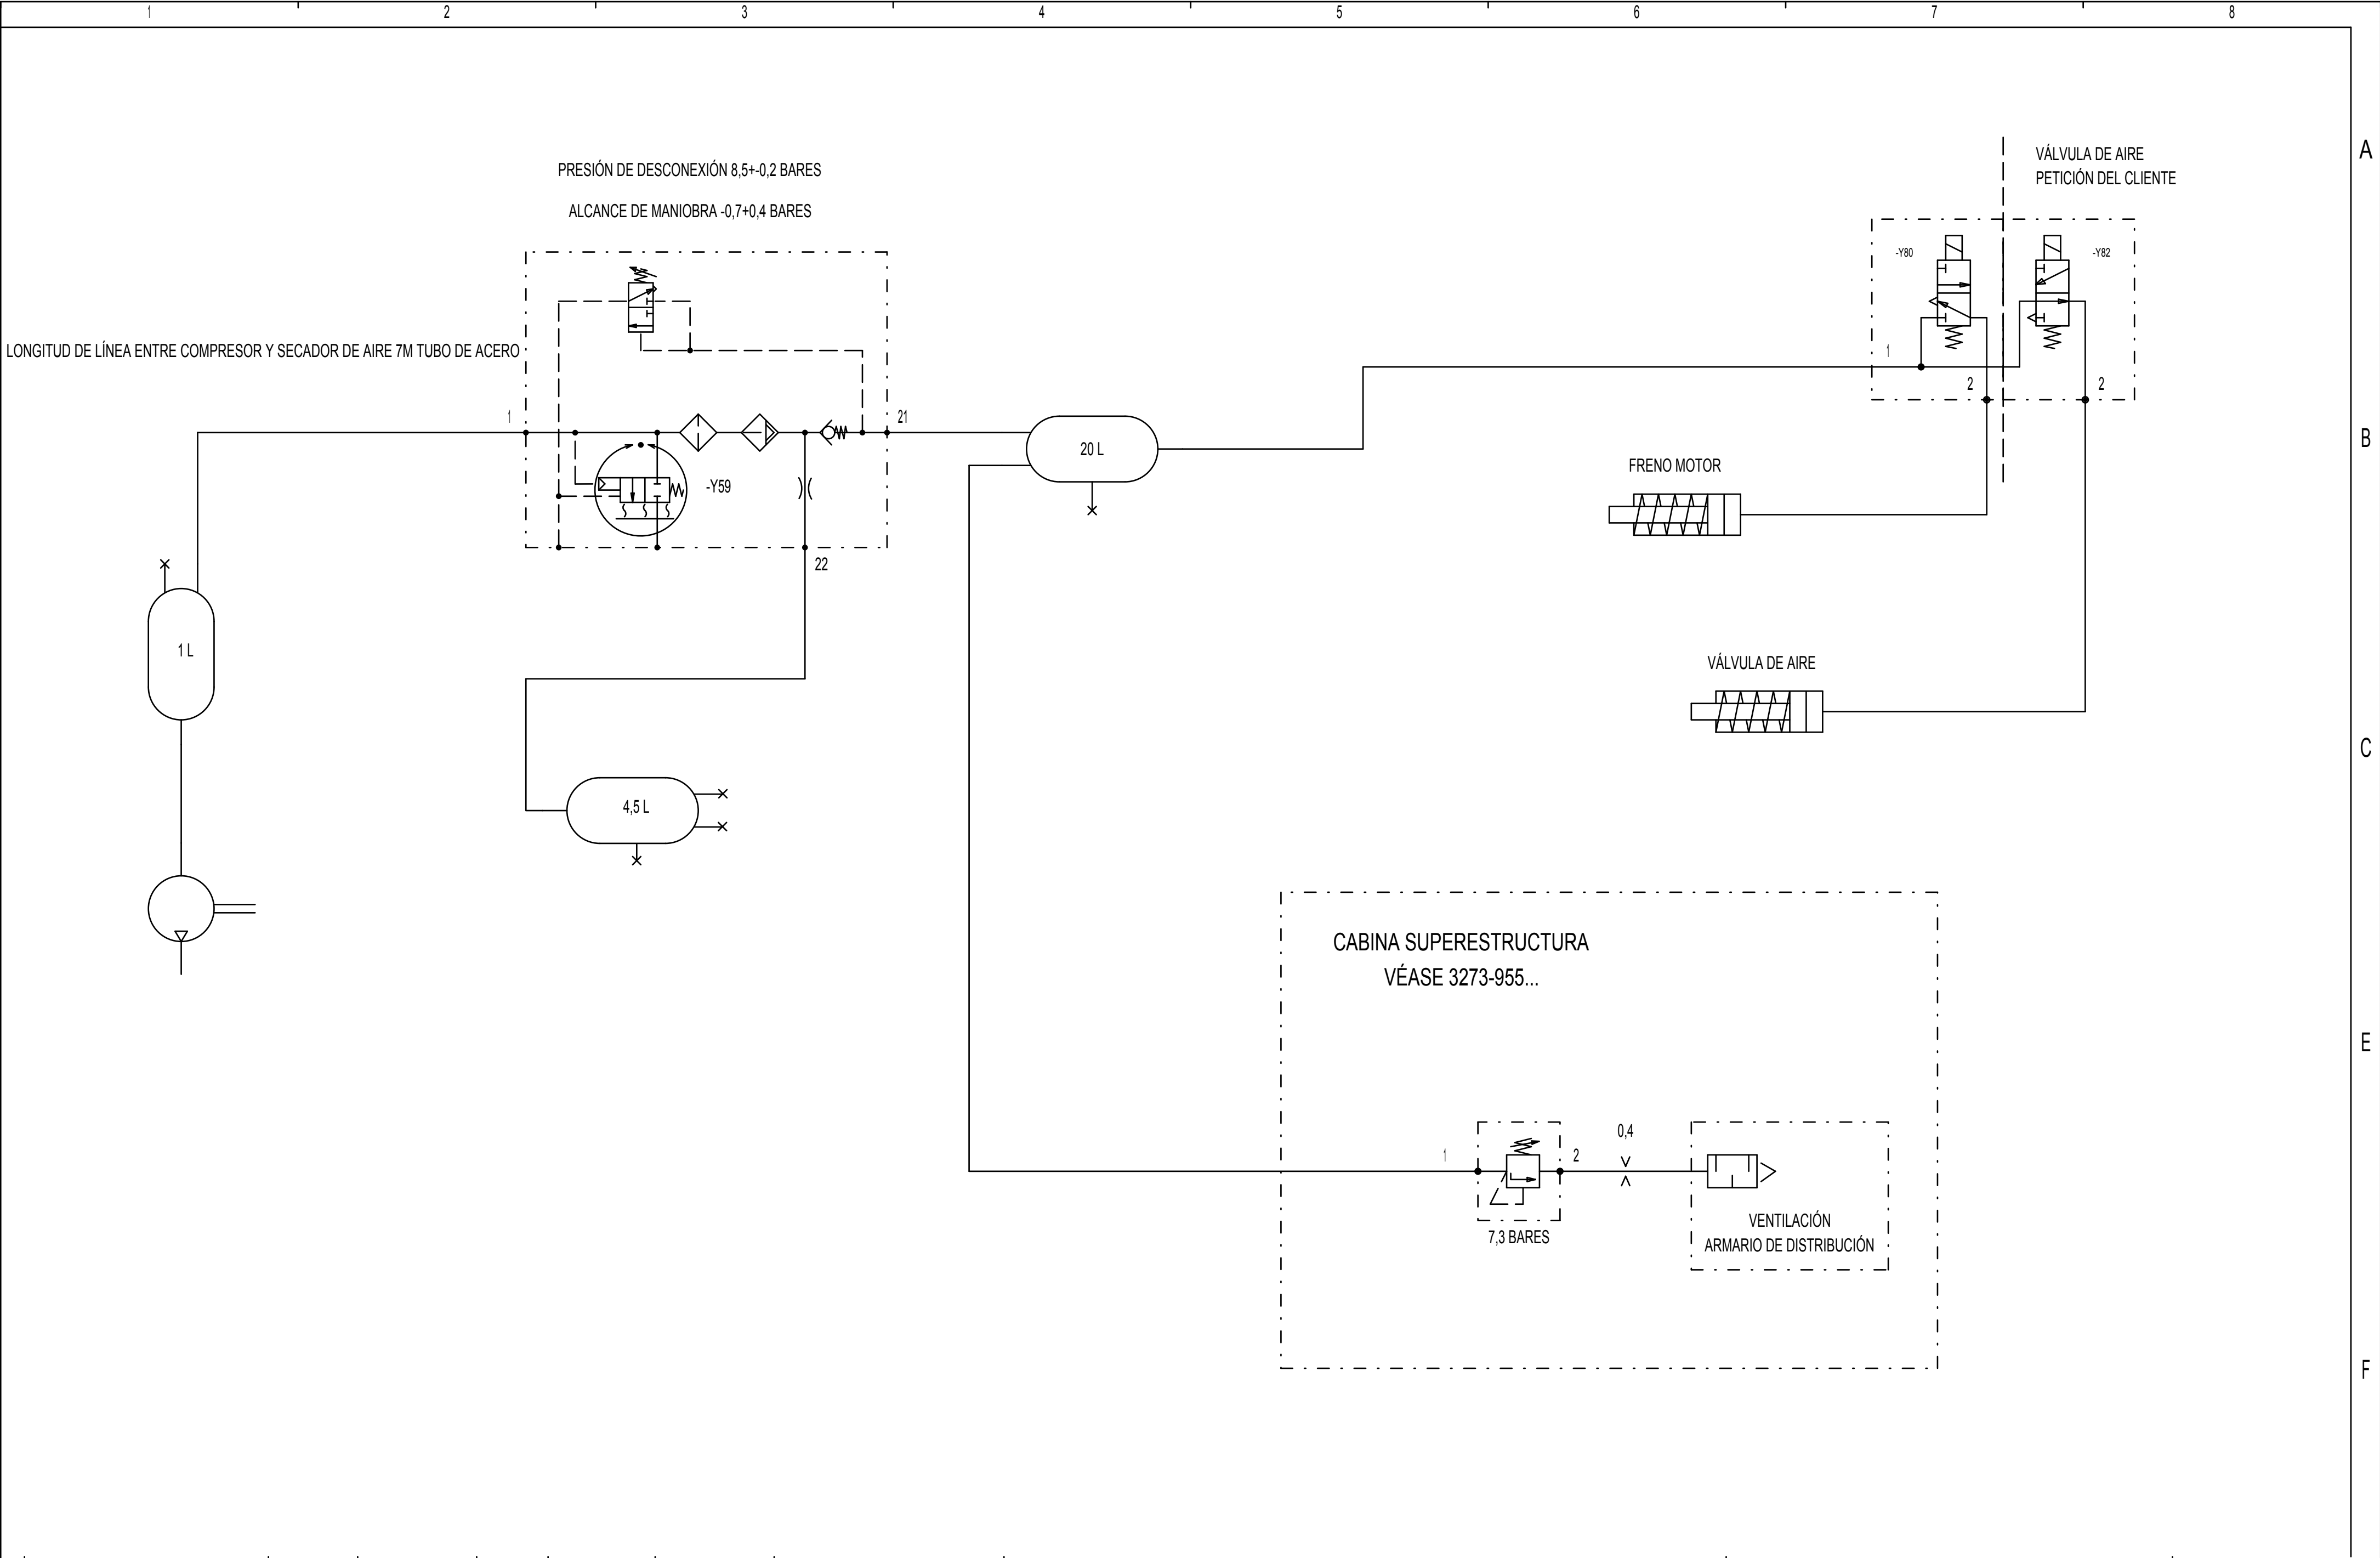 1 2 3 4 5 6 7 8
A
B
C
E
F
PRESIÓN DE DESCONEXIÓN 8,5+-0,2 BARES
ALCANCE DE MANIOBRA -0,7+0,4 BARES
VÁLVULA DE AIRE
PETICIÓN DEL CLIENTE
-Y80
-Y82
LONGITUD DE LÍNEA ENTRE COMPRESOR Y SECADOR DE AIRE 7M TUBO DE ACERO
1
2
2
1
21
20 L
-Y59
22
FRENO MOTOR
1 L
VÁLVULA DE AIRE
4,5 L
CABINA SUPERESTRUCTURA
VÉASE 3273-955...
1
2
0,4
7,3 BARES
VENTILACIÓN
ARMARIO DE DISTRIBUCIÓN